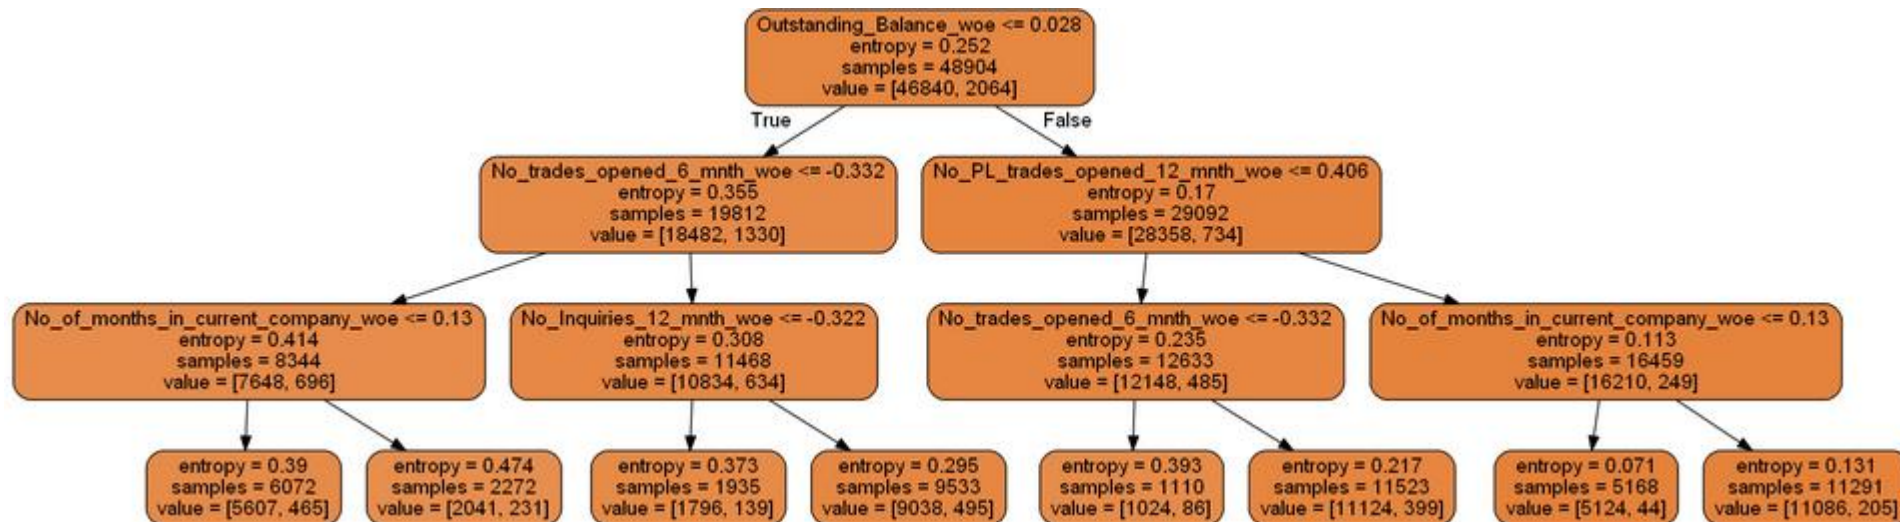 Outstanding_Balance_woe <= 0.028
entropy = 0.252
samples = 48904
value = [46840, 2064]
True
False
No_trades_opened_6_mnth_woe <= -0.332
entropy = 0.355
samples = 19812
value = [18482, 1330]
No_PL_trades_opened_12_mnth_woe <= 0.406
entropy = 0.17
samples = 29092
value = [28358, 734]
No_of_months_in_current_company_woe <= 0.13
entropy = 0.414
samples = 8344
value = [7648, 696]
No_Inquiries_12_mnth_woe <= -0.322
entropy = 0.308
samples = 11468
value = [10834, 634]
No_trades_opened_6_mnth_woe <= -0.332
entropy = 0.235
samples = 12633
value = [12148, 485]
No_of_months_in_current_company_woe <= 0.13
entropy = 0.113
samples = 16459
value = [16210, 249]
entropy = 0.39
samples = 6072
value = [5607, 465]
entropy = 0.474
samples = 2272
value = [2041, 231]
entropy = 0.373
samples = 1935
value = [1796, 139]
entropy = 0.295
samples = 9533
value = [9038, 495]
entropy = 0.393
samples = 1110
value = [1024, 86]
entropy = 0.217
samples = 11523
value = [11124, 399]
entropy = 0.071
samples = 5168
value = [5124, 44]
entropy = 0.131
samples = 11291
value = [11086, 205]